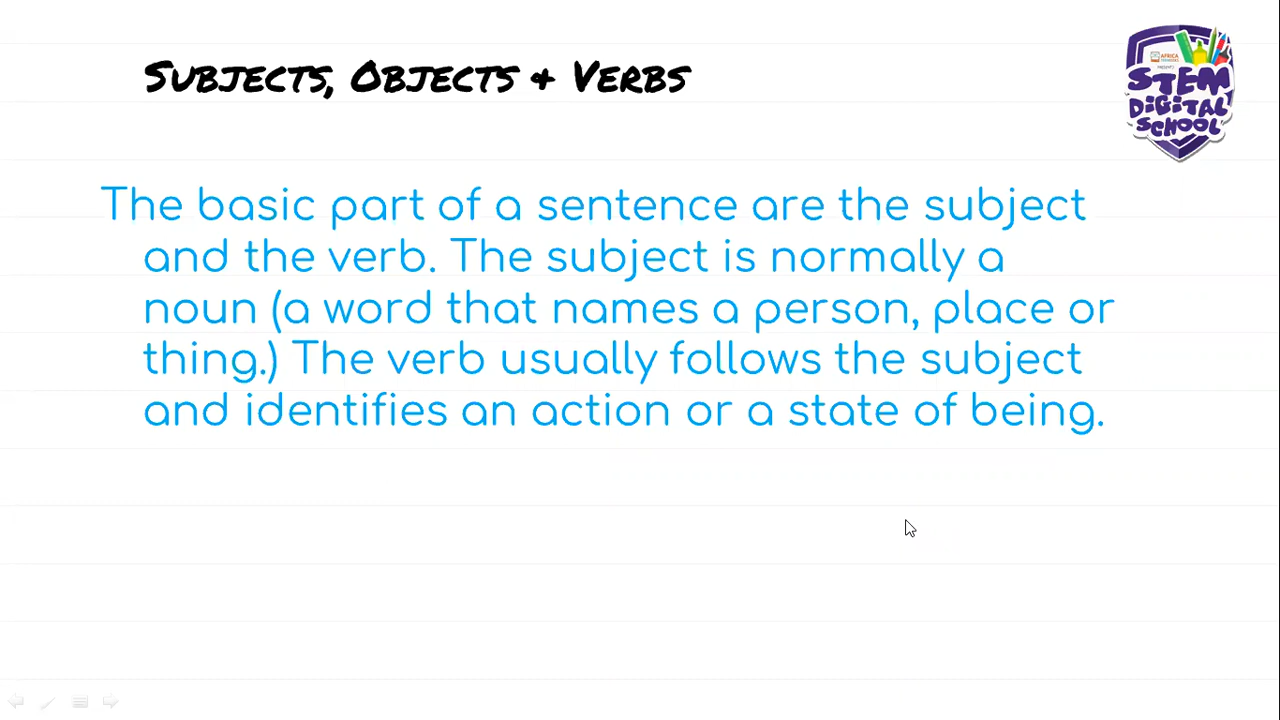 SUBJECTS, OBJECTS & VERBS
The basic part of a sentence are the subject
and the verb. The subject is normally a
noun (a word that names a person, place or
thing.) The verb usually follows the subject
and identifies an action or a state of being.
AFRICA
STEM
DIGITAL
SCHOOL